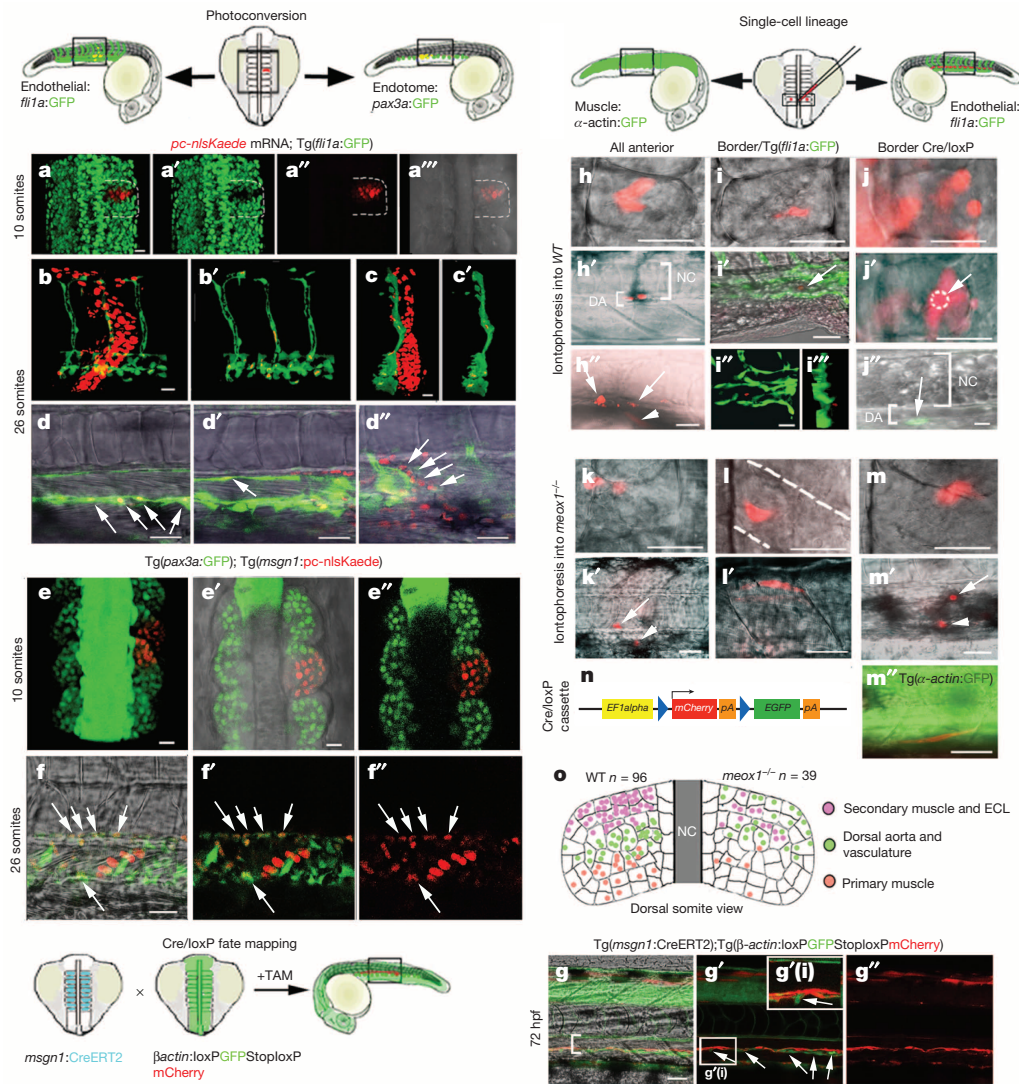 Photoconversion
Endothelial:
fli1a:GFP
Endotome:
pax3a:GFP
pc-nlsKaede mRNA; Tg(fli1a:GFP)
10 somites
a
a′
a″
a‴
26 somites
b
b′
c
c′
d
d′
d″
Tg(pax3a:GFP); Tg(msgn1:pc-nlsKaede)
10 somites
e
e′
e″
26 somites
f
f′
f″
Cre/loxP fate mapping
×
+TAM
msgn1:CreERT2
βactin:loxPGFPStoploxP
mCherry
Single-cell lineage
Muscle:
α-actin:GFP
Endothelial:
fli1a:GFP
All anterior
Border/Tg(fli1a:GFP)
Border Cre/loxP
Iontophoresis into WT
h
i
j
h′
NC
DA
i′
j′
h″
i″
i‴
j″
NC
DA
Iontophoresis into meox1−/−
k
l
m
k′
l′
m′
n
Cre/loxP
cassette
EF1alpha
mCherry
pA
EGFP
pA
m″
Tg(α-actin:GFP)
o
WT n = 96
meox1−/− n = 39
NC
Secondary muscle and ECL
Dorsal aorta and
vasculature
Primary muscle
Dorsal somite view
Tg(msgn1:CreERT2);Tg(β-actin:loxPGFPStoploxPmCherry)
72 hpf
g
g′
g′(i)
g″
g′(i)